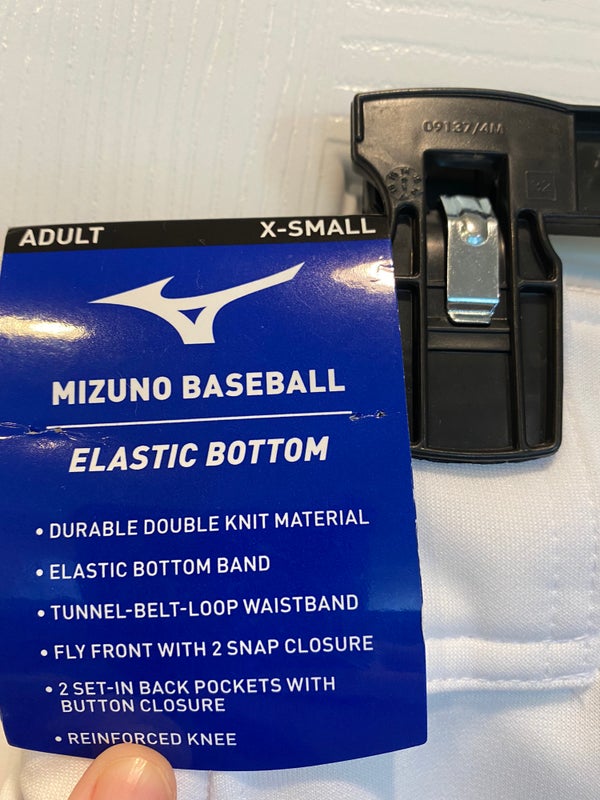 09137/4M
32
ADULT X-SMALL
MIZUNO BASEBALL
ELASTIC BOTTOM
• DURABLE DOUBLE KNIT MATERIAL
• ELASTIC BOTTOM BAND
• TUNNEL-BELT-LOOP WAISTBAND
• FLY FRONT WITH 2 SNAP CLOSURE
• 2 SET-IN BACK POCKETS WITH
BUTTON CLOSURE
• REINFORCED KNEE